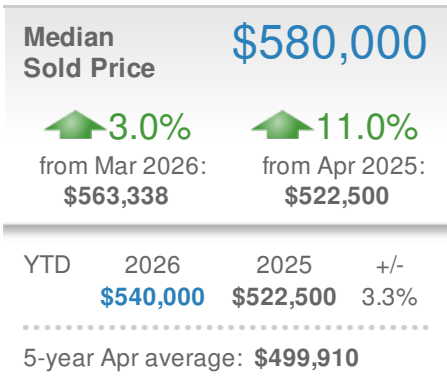 Median
Sold Price
$580,000
3.0%
from Mar 2026:
$563,338
11.0%
from Apr 2025:
$522,500
YTD 2026 2025 +/-
$540,000 $522,500 3.3%
5-year Apr average: $499,910